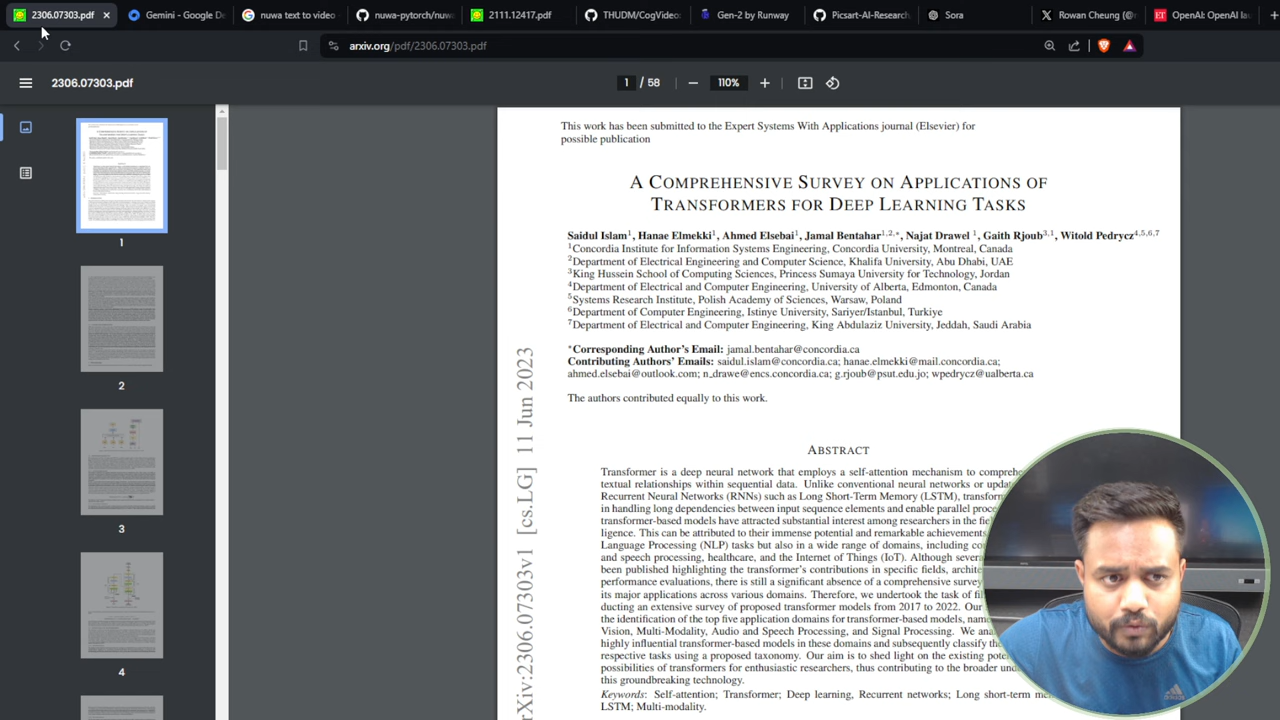 2306.07303.pdf
Gemini - Google De
nuwa text to video
nuwa-pytorch/nuw
2111.12417.pdf
THUDM/CogVideo:
Gen-2 by Runway
Picsart-AI-Research
Sora
Rowan Cheung (@r
OpenAI: OpenAI lau
arxiv.org/pdf/2306.07303.pdf
2306.07303.pdf
1 / 58
110%
1
2
3
4
This work has been submitted to the Expert Systems With Applications journal (Elsevier) for
possible publication
A COMPREHENSIVE SURVEY ON APPLICATIONS OF
TRANSFORMERS FOR DEEP LEARNING TASKS
Saidul Islam1, Hanae Elmekki1, Ahmed Elsebai1, Jamal Bentahar1,2,*, Najat Drawel 1, Gaith Rjoub3,1, Witold Pedrycz4,5,6,7
1Concordia Institute for Information Systems Engineering, Concordia University, Montreal, Canada
2Department of Electrical Engineering and Computer Science, Khalifa University, Abu Dhabi, UAE
3King Hussein School of Computing Sciences, Princess Sumaya University for Technology, Jordan
4Department of Electrical and Computer Engineering, University of Alberta, Edmonton, Canada
5Systems Research Institute, Polish Academy of Sciences, Warsaw, Poland
6Department of Computer Engineering, Istinye University, Sariyer/Istanbul, Turkiye
7Department of Electrical and Computer Engineering, King Abdulaziz University, Jeddah, Saudi Arabia
*Corresponding Author's Email: jamal.bentahar@concordia.ca
Contributing Authors' Emails: saidul.islam@concordia.ca; hanae.elmekki@mail.concordia.ca;
ahmed.elsebai@outlook.com; n_drawe@encs.concordia.ca; g.rjoub@psut.edu.jo; wpedrycz@ualberta.ca
The authors contributed equally to this work.
arXiv:2306.07303v1 [cs.LG] 11 Jun 2023
ABSTRACT
Transformer is a deep neural network that employs a self-attention mechanism to comprehe
textual relationships within sequential data. Unlike conventional neural networks or upda
Recurrent Neural Networks (RNNs) such as Long Short-Term Memory (LSTM), transform
in handling long dependencies between input sequence elements and enable parallel proce
transformer-based models have attracted substantial interest among researchers in the fiel
ligence. This can be attributed to their immense potential and remarkable achievements,
Language Processing (NLP) tasks but also in a wide range of domains, including co
and speech processing, healthcare, and the Internet of Things (IoT). Although severa
been published highlighting the transformer's contributions in specific fields, archite
performance evaluations, there is still a significant absence of a comprehensive survey
its major applications across various domains. Therefore, we undertook the task of fil
ducting an extensive survey of proposed transformer models from 2017 to 2022. Our
the identification of the top five application domains for transformer-based models, nam
Vision, Multi-Modality, Audio and Speech Processing, and Signal Processing. We ana
highly influential transformer-based models in these domains and subsequently classify the
respective tasks using a proposed taxonomy. Our aim is to shed light on the existing pote
possibilities of transformers for enthusiastic researchers, thus contributing to the broader un
this groundbreaking technology.
Keywords: Self-attention; Transformer; Deep learning, Recurrent networks; Long short-term me
LSTM; Multi-modality.